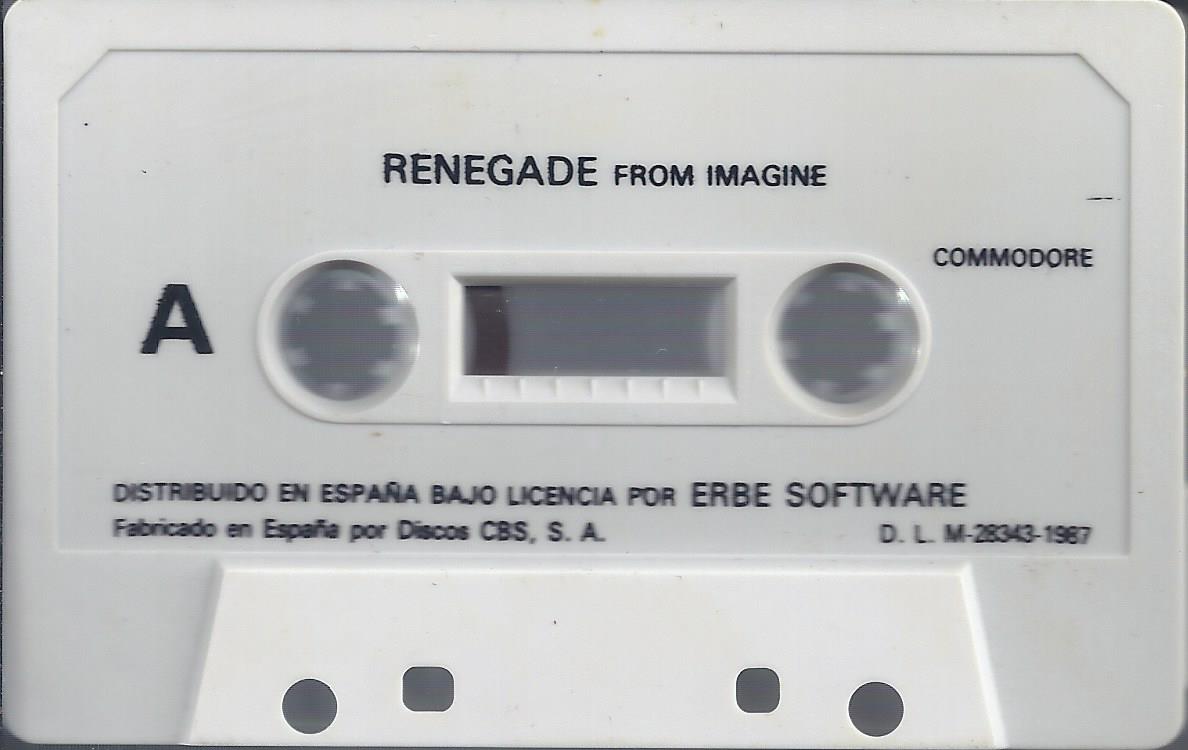 RENEGADE FROM IMAGINE
COMMODORE
A
DISTRIBUIDO EN ESPAÑA BAJO LICENCIA POR ERBE SOFTWARE
Fabricado en España por Discos CBS, S. A.
D. L. M-28343-1987